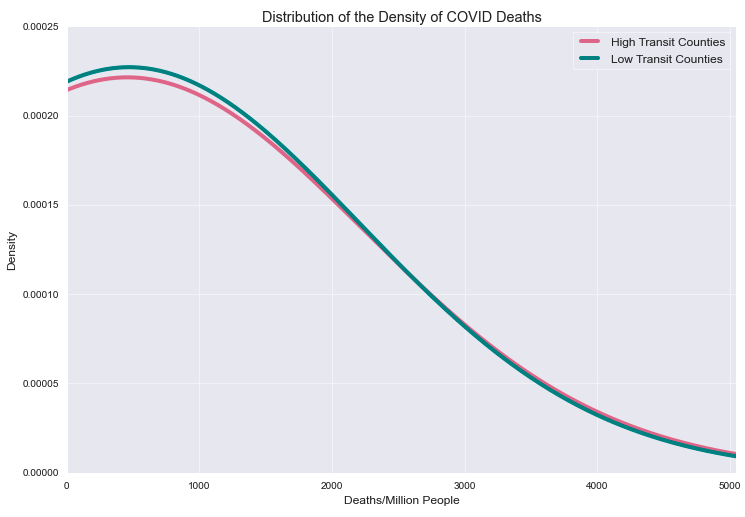 Distribution of the Density of COVID Deaths
High Transit Counties
Low Transit Counties
0.00025
0.00020
0.00015
0.00010
0.00005
0.00000
Density
0 1000 2000 3000 4000 5000
Deaths/Million People